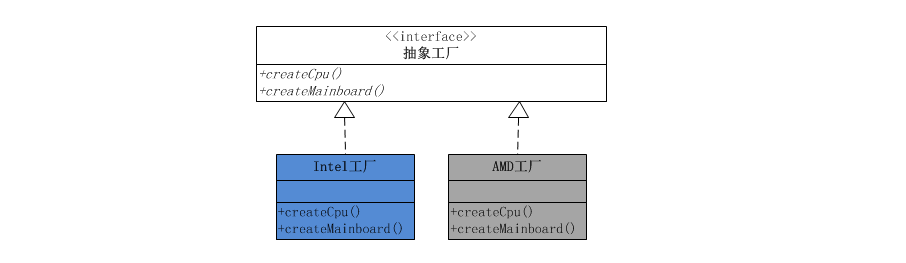 <<interface>>
抽象工厂
+createCpu()
+createMainboard()
Intel工厂
+createCpu()
+createMainboard()
AMD工厂
+createCpu()
+createMainboard()